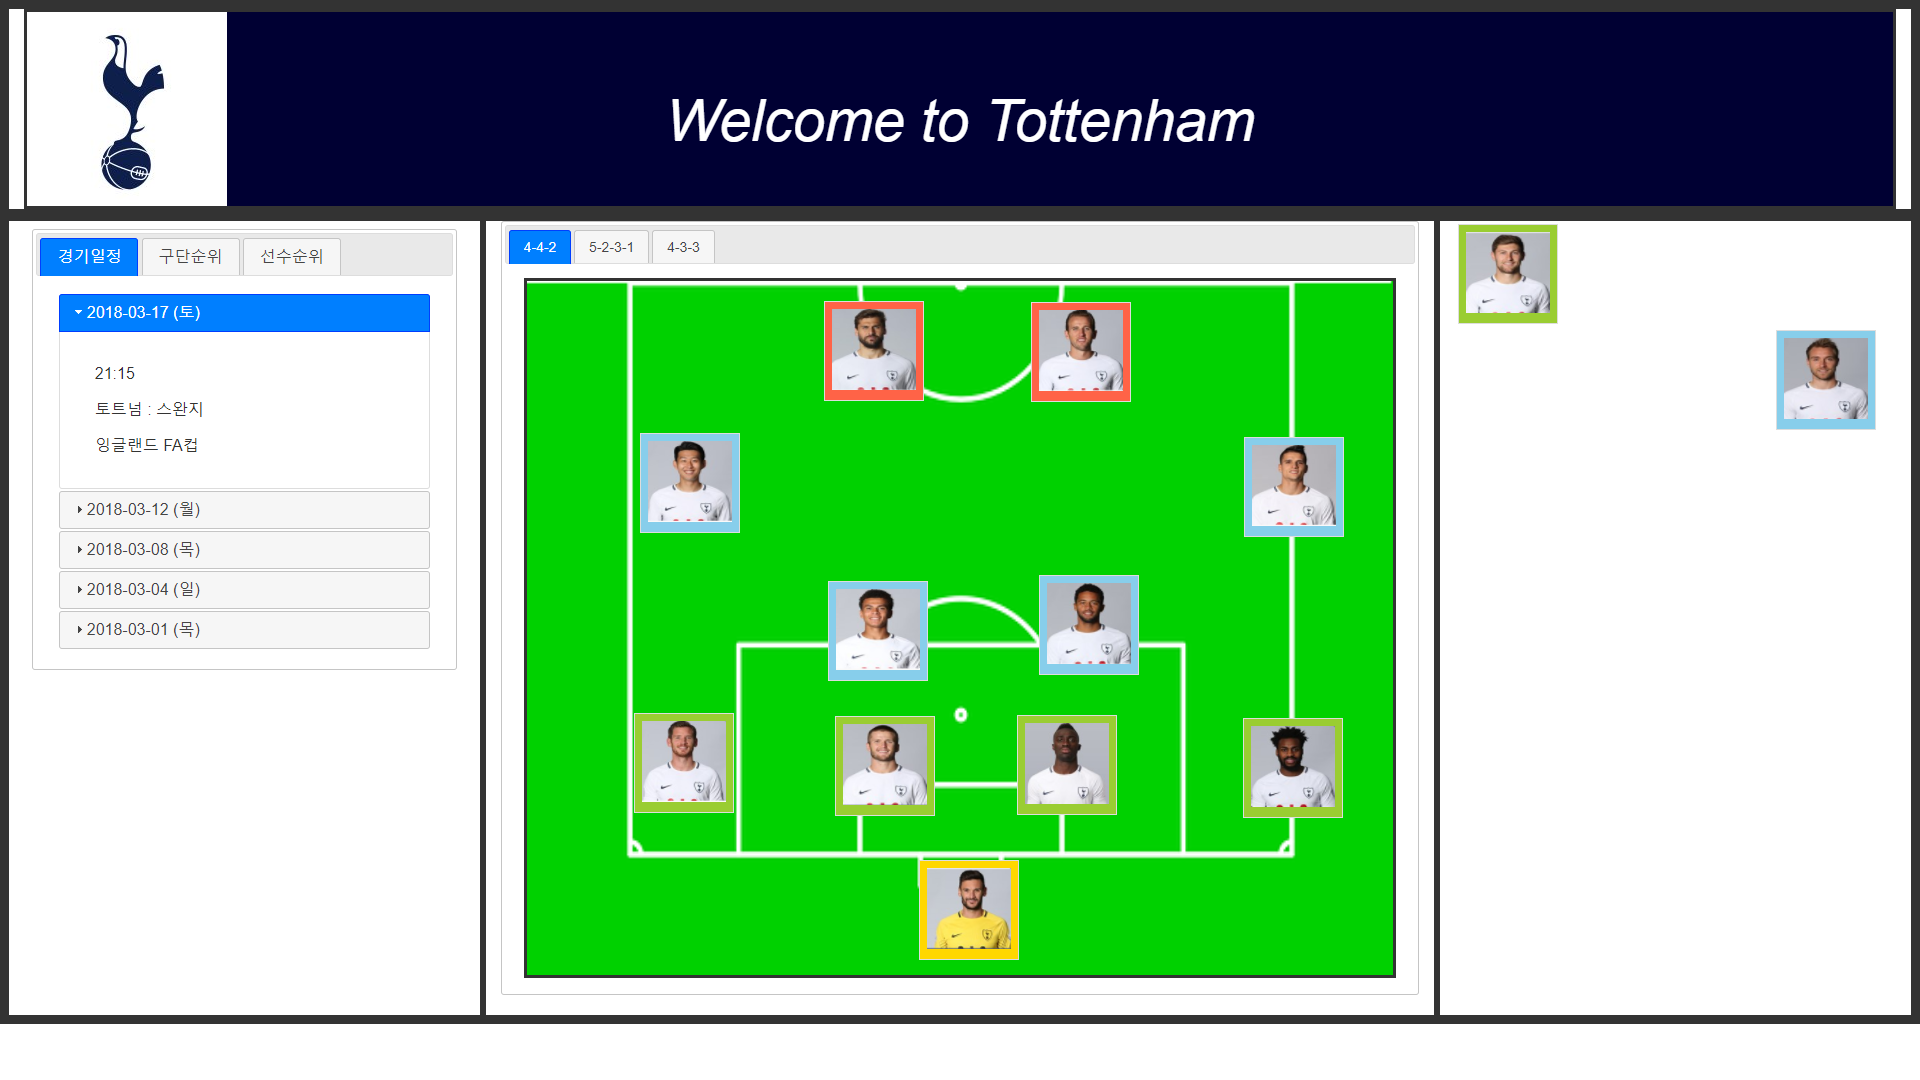 Welcome to Tottenham
경기일정 구단순위 선수순위
2018-03-17 (토)
21:15
토트넘 : 스완지
잉글랜드 FA컵
2018-03-12 (월)
2018-03-08 (목)
2018-03-04 (일)
2018-03-01 (목)
4-4-2 5-2-3-1 4-3-3